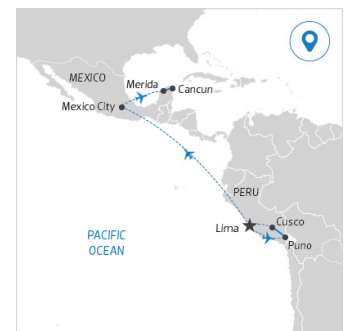 MEXICO
Merida
Cancun
Mexico City
PERU
Lima
Cusco
Puno
PACIFIC
OCEAN